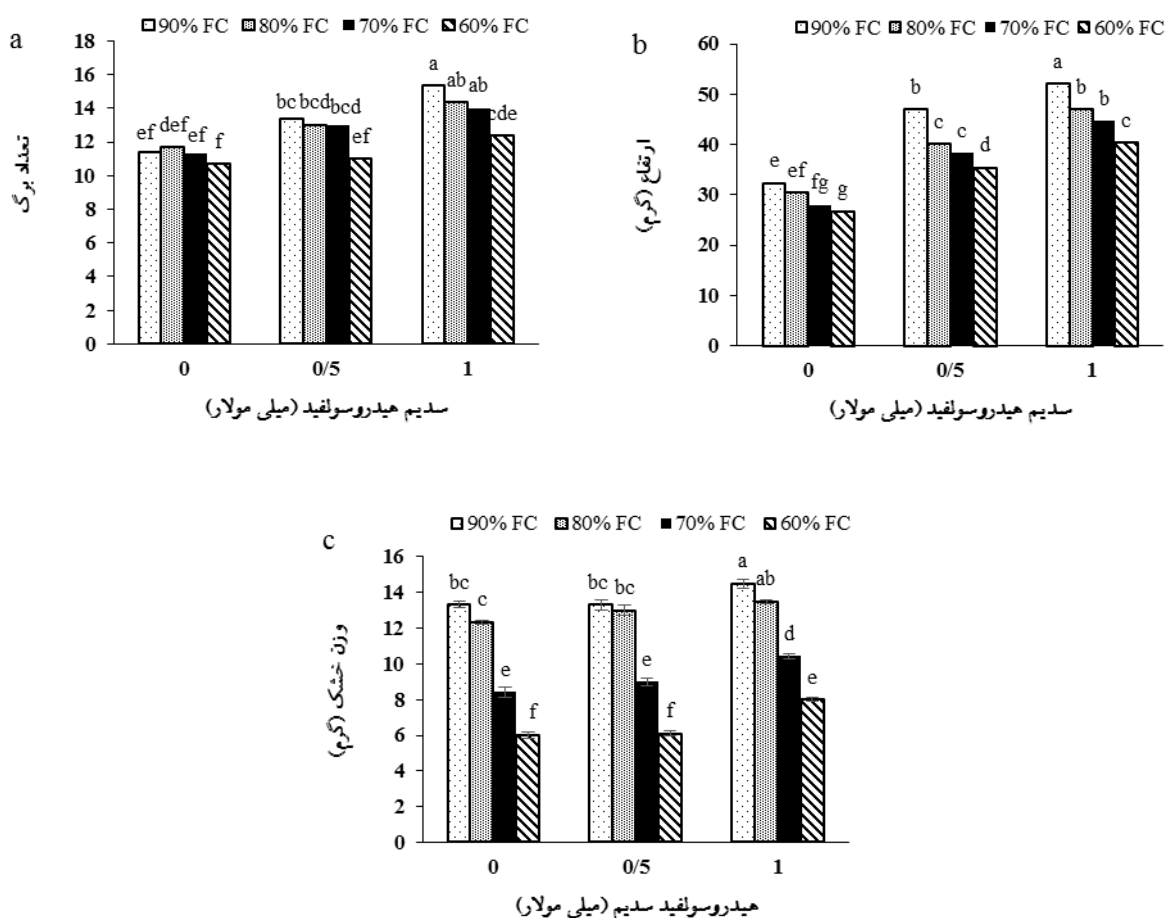 a
90% FC 80% FC 70% FC 60% FC
18
16
14
12
10
8
6
4
2
0
تعداد برگ
ef def ef f
bc bcd bcd ef
a ab ab cde
0 0/5 1
سدیم هیدروسولفید (میلی مولار)
b
90% FC 80% FC 70% FC 60% FC
60
50
40
30
20
10
0
ارتفاع (گرم)
e ef fg g
b c c d
a b b c
0 0/5 1
سدیم هیدروسولفید (میلی مولار)
c
90% FC 80% FC 70% FC 60% FC
16
14
12
10
8
6
4
2
0
وزن خشک (گرم)
bc c e f
bc bc e f
a ab d e
0 0/5 1
هیدروسولفید سدیم (میلی مولار)